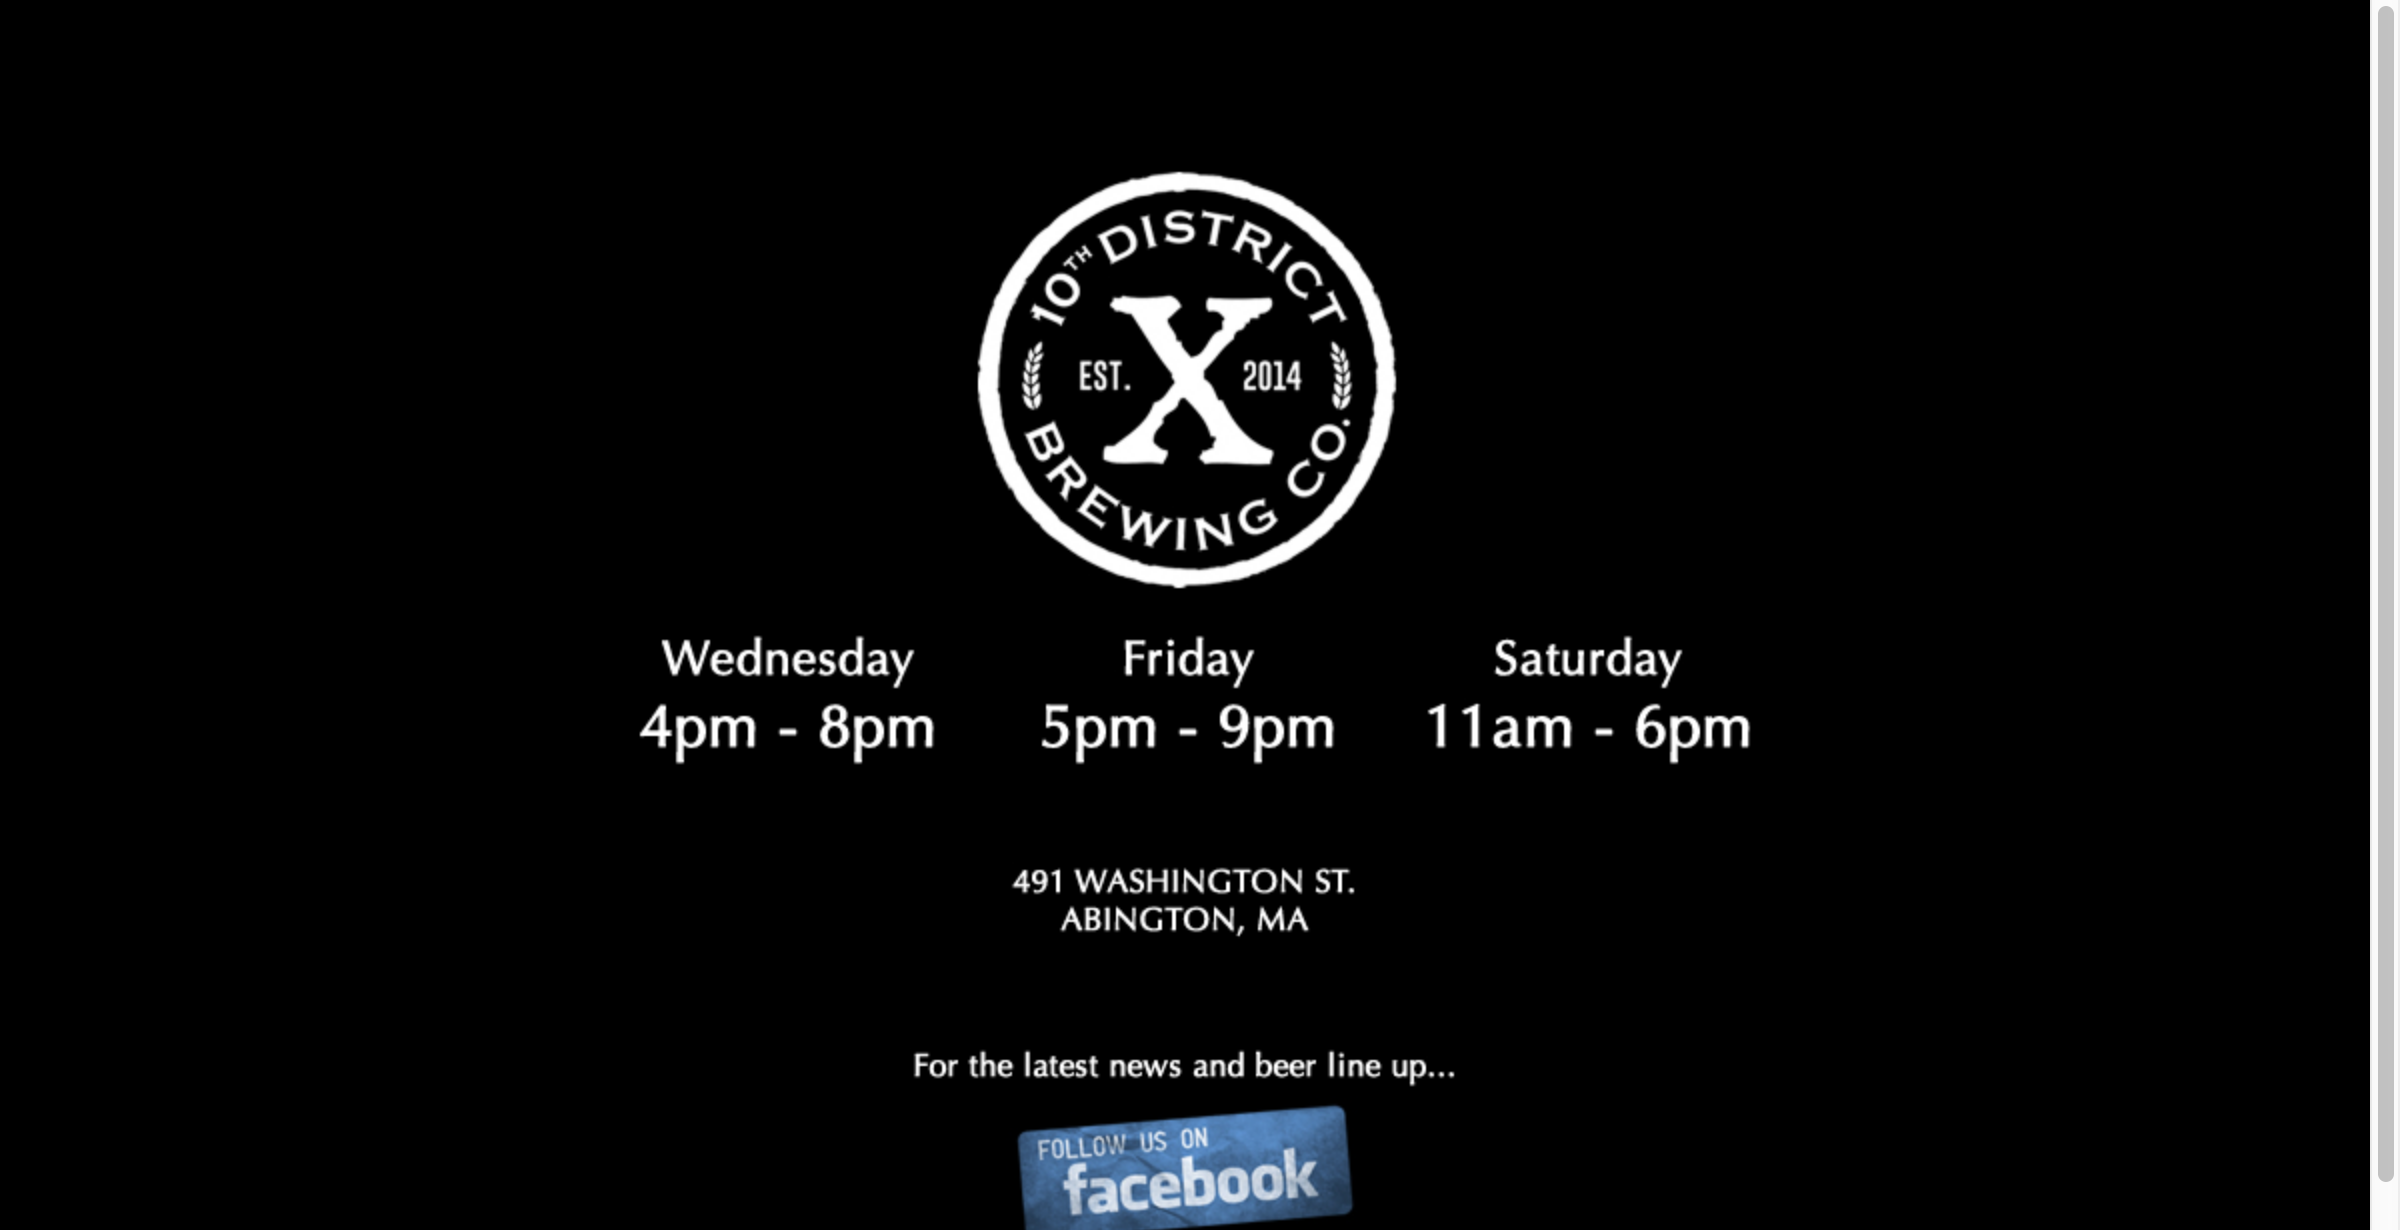 10TH DISTRICT
EST. X 2014
BREWING CO.
Wednesday Friday Saturday
4pm - 8pm 5pm - 9pm 11am - 6pm
491 WASHINGTON ST.
ABINGTON, MA
For the latest news and beer line up...
FOLLOW US ON
facebook